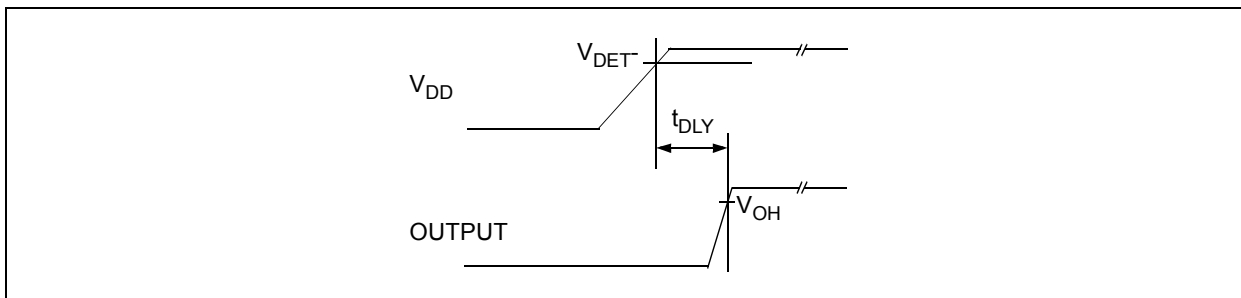 VDET-
VDD
tDLY
VOH
OUTPUT